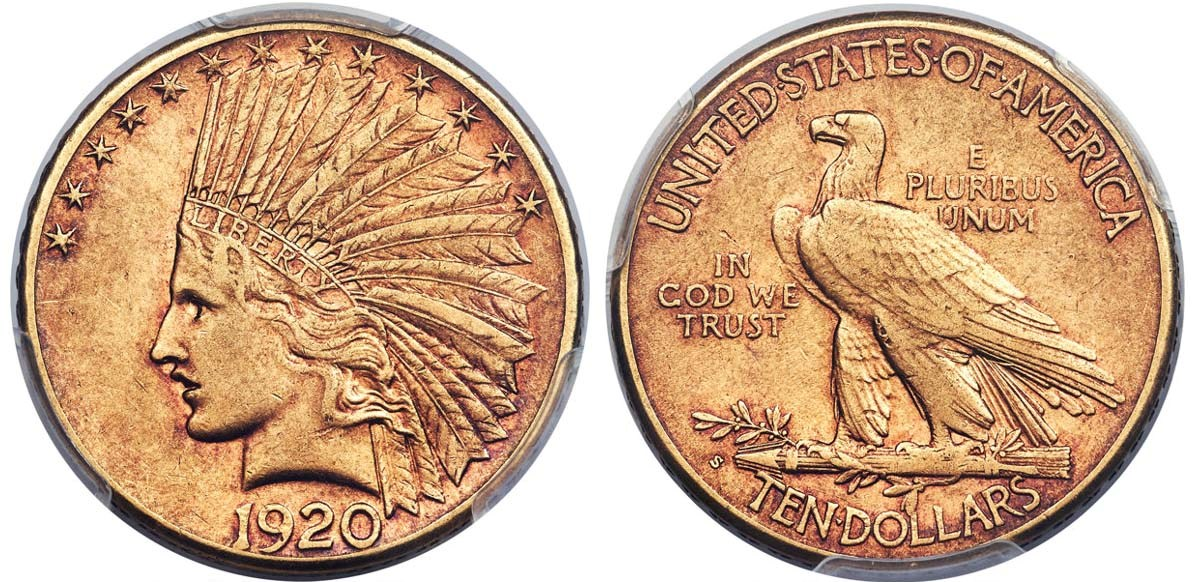 LIBERTY
1920
UNITED·STATES·OF·AMERICA
E
PLURIBUS
UNUM
IN
GOD WE
TRUST
S
TEN·DOLLARS